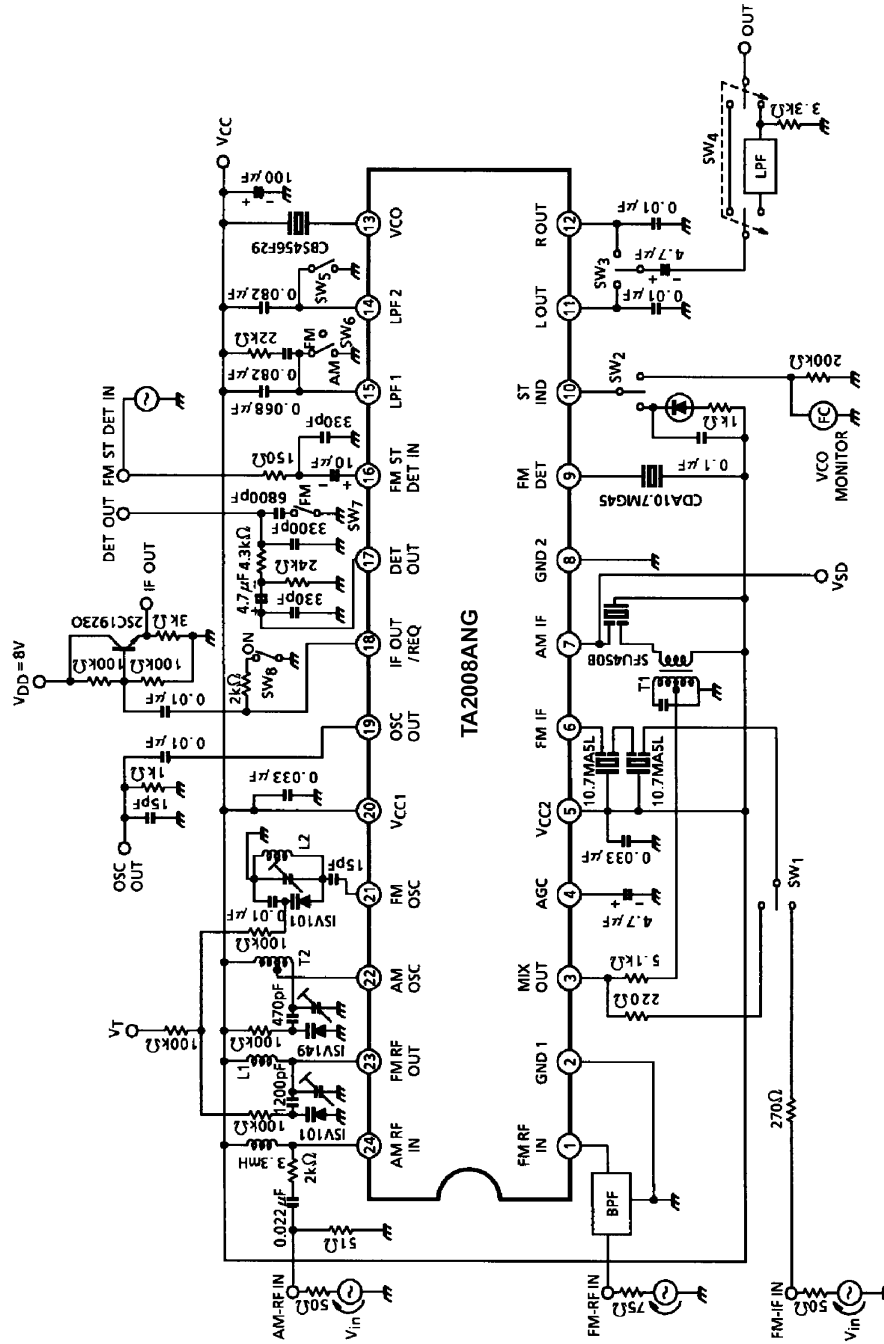 VT
VDD = 8V
OSC OUT
15pF
1kΩ
0.01μF
0.01μF
100kΩ
100kΩ
2SC1923O
3kΩ
IF OUT
DET OUT
FM ST DET IN
VCC
AM-RF IN
50Ω
Vin
51Ω
0.022μF
2kΩ
3.3mH
100kΩ
ISV101
1200pF
L1
100kΩ
100kΩ
ISV149
470pF
T2
100kΩ
0.01μF
ISV101
L2
15pF
0.033μF
2kΩ
ON
SW8
4.7μF
+
330pF
24kΩ
4.3kΩ
3300pF
6800pF
FM
SW7
150Ω
10μF
-
+
330pF
0.068μF
0.082μF
22kΩ
AM
FM
SW6
0.082μF
SW5
CBS456F29
100μF
+
-
24
23
22
21
20
19
18
17
16
15
14
13
AM RF IN
FM RF OUT
AM OSC
FM OSC
VCC1
OSC OUT
IF OUT /REQ
DET OUT
FM ST DET IN
LPF 1
LPF 2
VCO
TA2008ANG
FM RF IN
GND 1
MIX OUT
AGC
VCC2
FM IF
AM IF
GND 2
FM DET
ST IND
L OUT
R OUT
1
2
3
4
5
6
7
8
9
10
11
12
BPF
FM-RF IN
75Ω
220Ω
5.1kΩ
4.7μF
+
-
0.033μF
10.7MA5L
10.7MA5L
T1
SFU450B
VSD
CDA10.7MG45
0.1μF
1kΩ
SW2
VCO MONITOR
FC
200kΩ
0.01μF
SW3
+
-
4.7μF
0.01μF
SW4
LPF
3.3kΩ
OUT
SW1
270Ω
FM-IF IN
50Ω
Vin